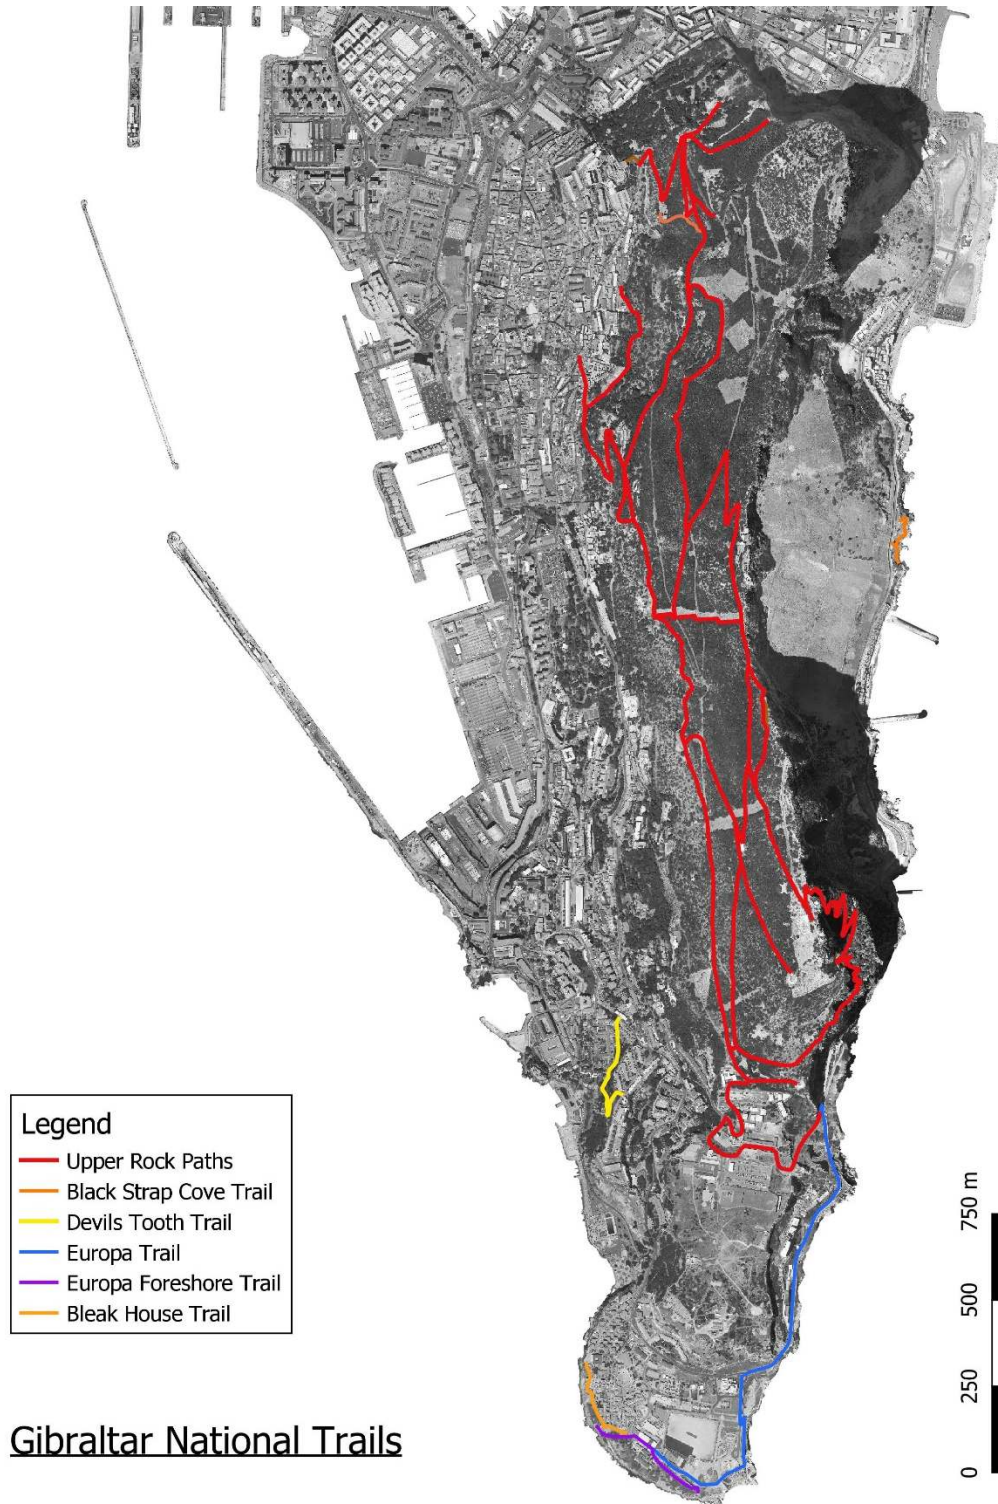 Legend
Upper Rock Paths
Black Strap Cove Trail
Devils Tooth Trail
Europa Trail
Europa Foreshore Trail
Bleak House Trail
Gibraltar National Trails
0 250 500 750 m